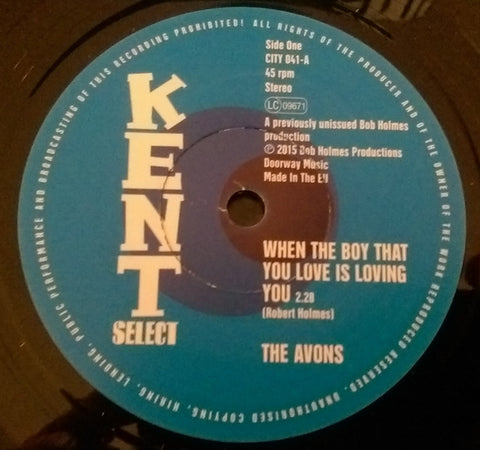 UNAUTHORISED COPYING, HIRING, LENDING, PUBLIC PERFORMANCE AND BROADCASTING OF THIS RECORDING PROHIBITED! ALL RIGHTS OF THE PRODUCER AND OF THE OWNER OF THE WORK REPRODUCED RESERVED.
KENT
SELECT
Side One
CITY 041-A
45 rpm
Stereo
LC 09671
A previously unissued Bob Holmes
production
℗ 2015 Bob Holmes Productions
Doorway Music
Made In The EU
WHEN THE BOY THAT
YOU LOVE IS LOVING
YOU 2.28
(Robert Holmes)
THE AVONS